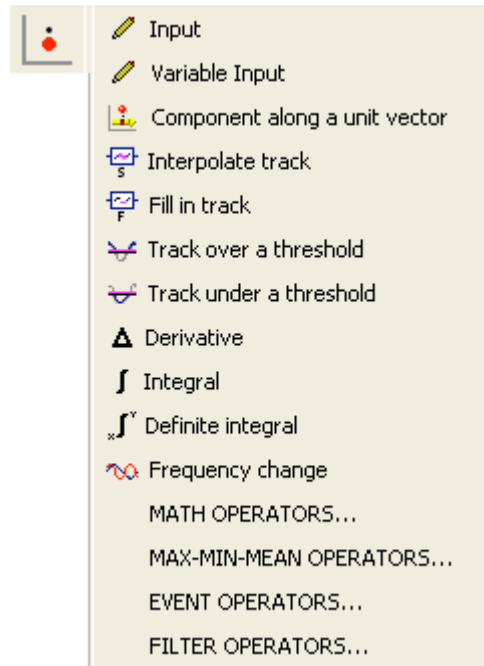 Input
Variable Input
Component along a unit vector
S Interpolate track
F Fill in track
Track over a threshold
Track under a threshold
Δ Derivative
∫ Integral
x∫Y Definite integral
Frequency change
MATH OPERATORS...
MAX-MIN-MEAN OPERATORS...
EVENT OPERATORS...
FILTER OPERATORS...